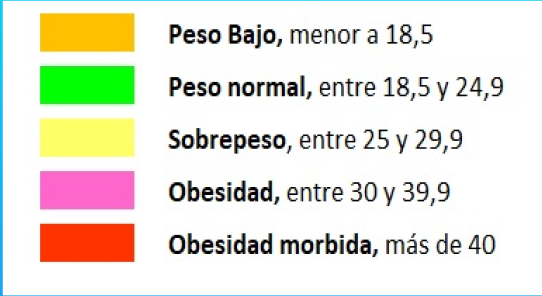 Peso Bajo, menor a 18,5
Peso normal, entre 18,5 y 24,9
Sobrepeso, entre 25 y 29,9
Obesidad, entre 30 y 39,9
Obesidad morbida, más de 40